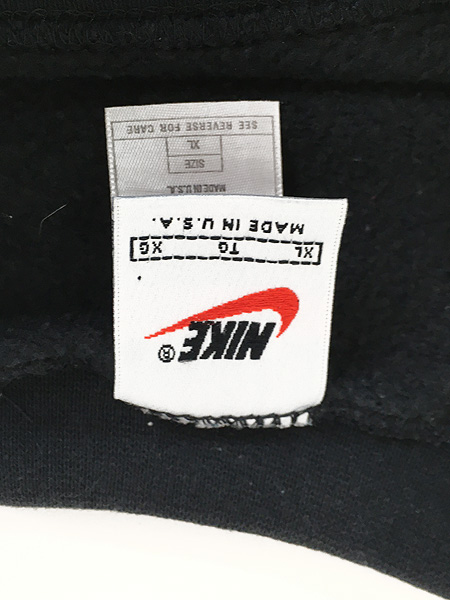 NIKE®
XL TG XG
MADE IN U.S.A.
MADE IN U.S.A.
SIZE
XL
SEE REVERSE FOR CARE